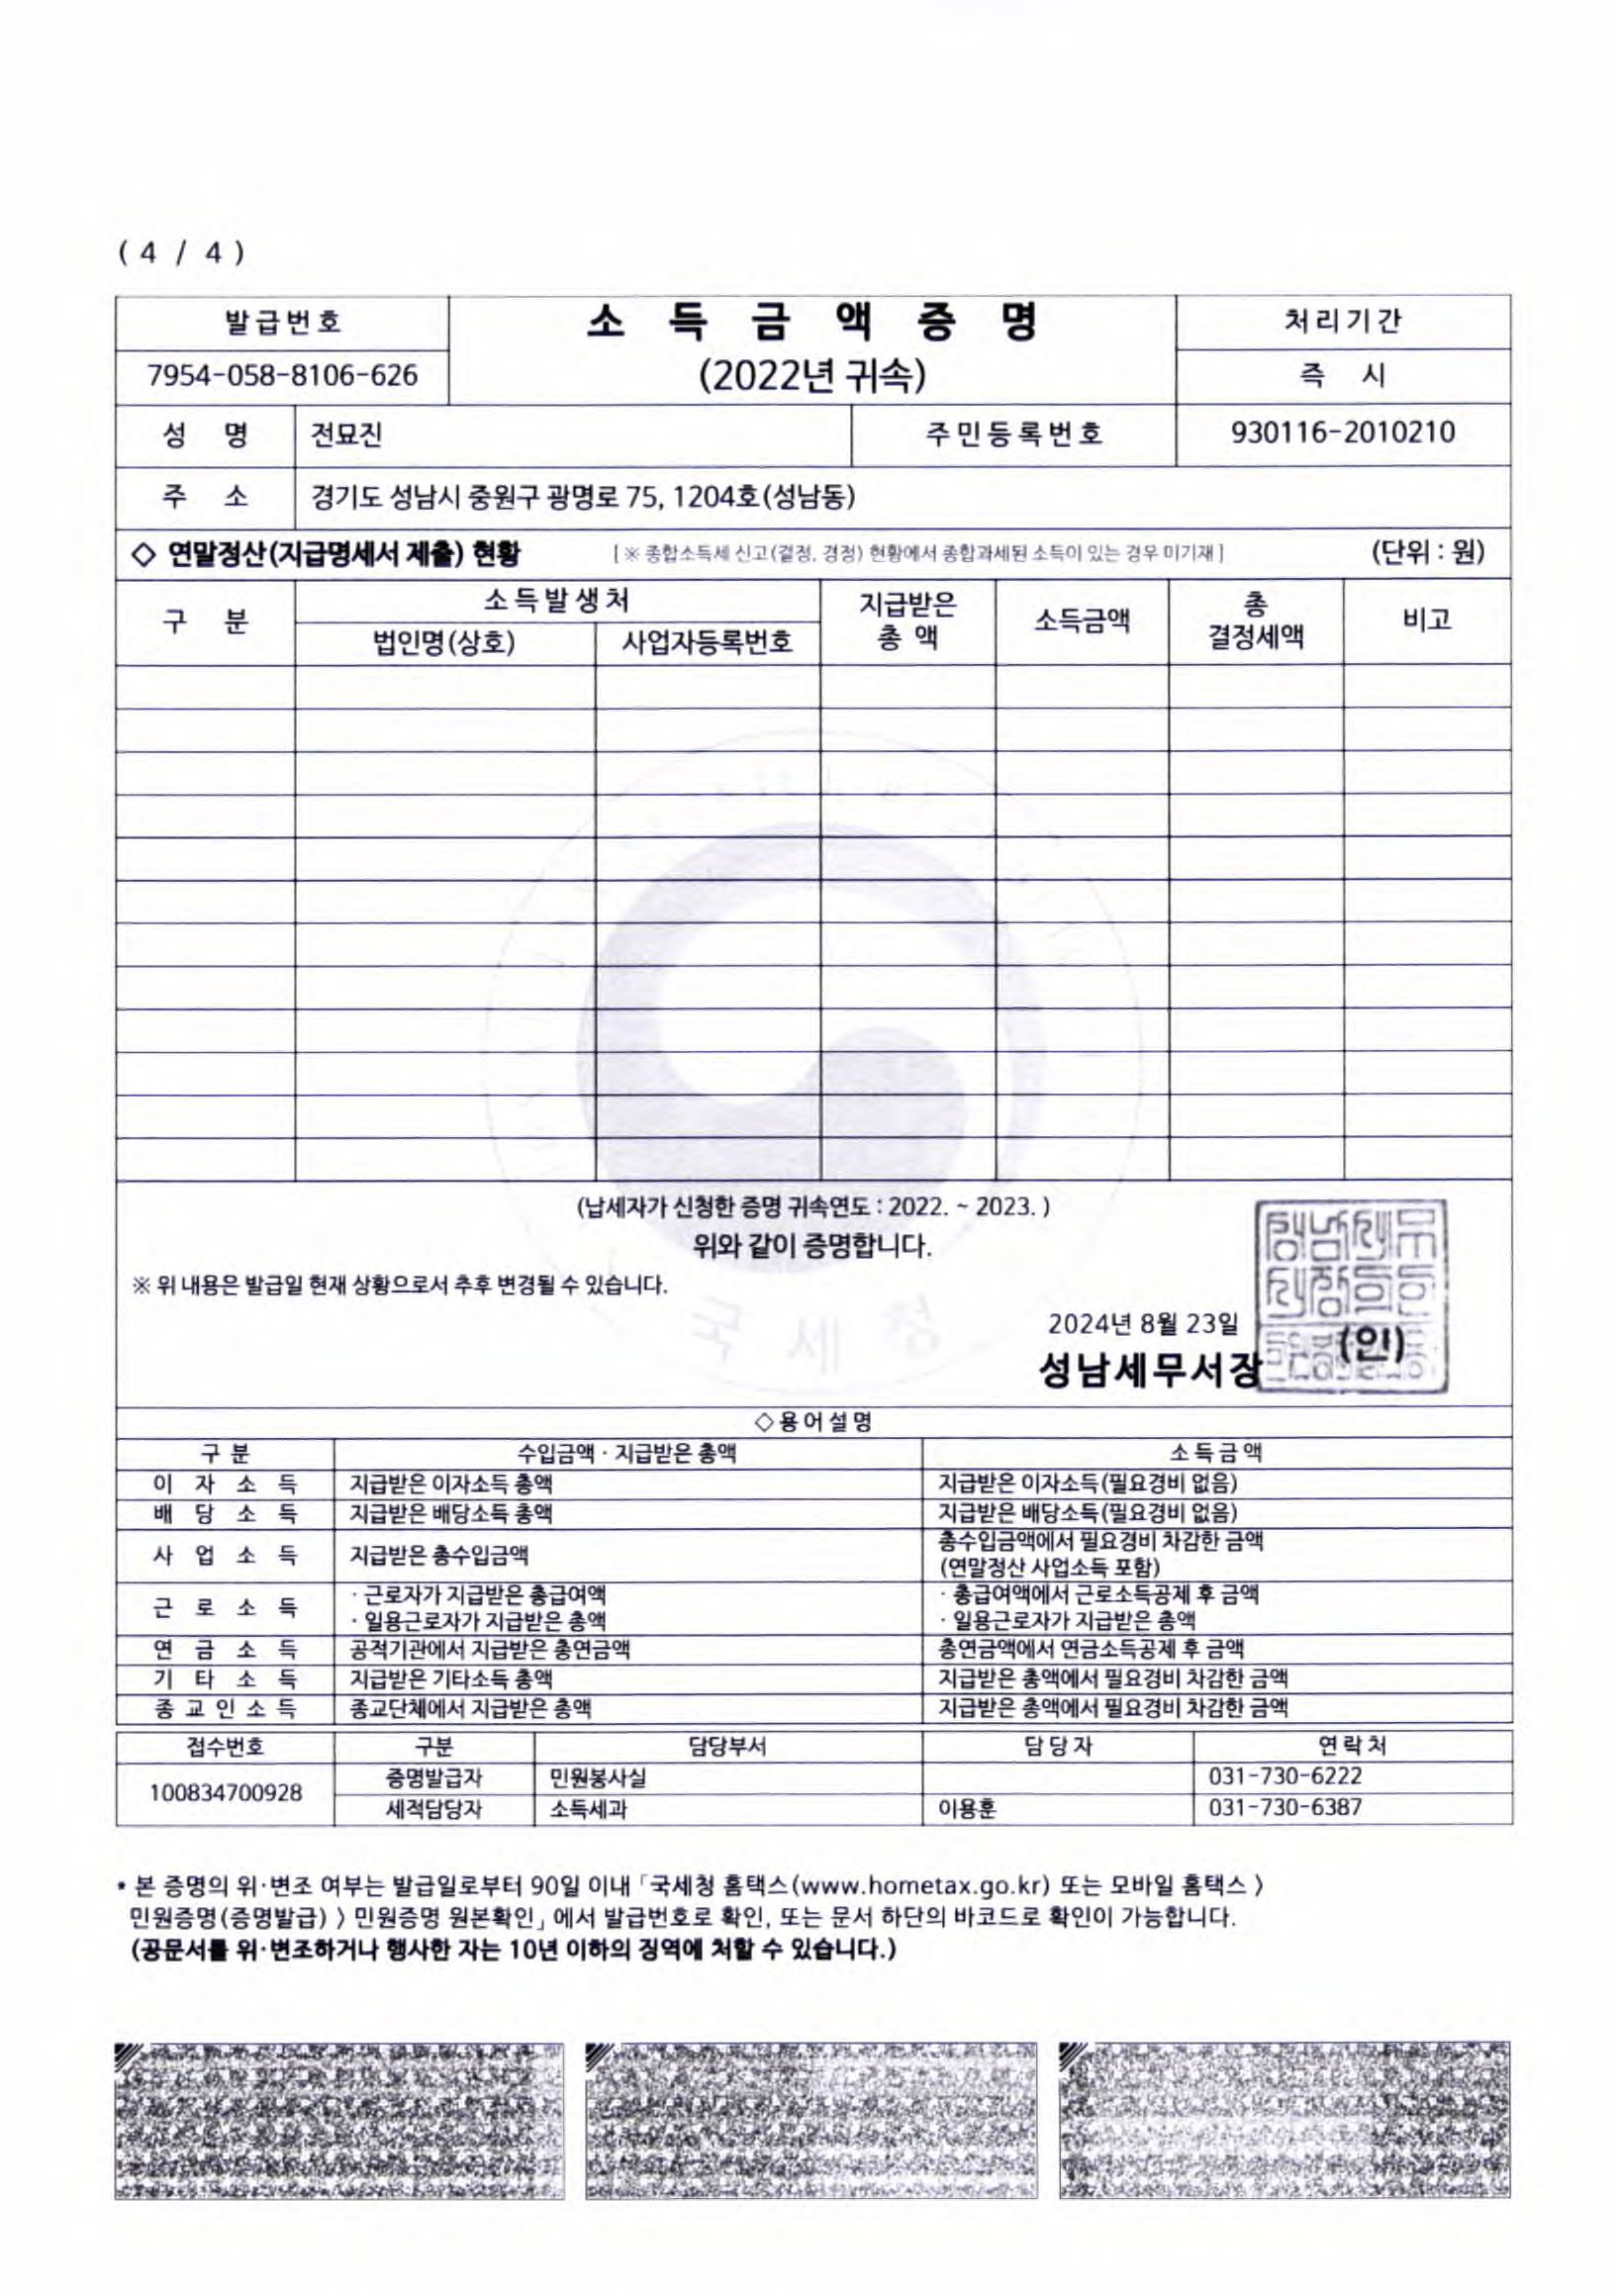 ( 4 / 4 )
발급번호
소 득 금 액 증 명
처리기간
7954-058-8106-626
(2022년 귀속)
즉 시
성 명 전묘진 주민등록번호 930116-2010210
주 소 경기도 성남시 중원구 광명로 75, 1204호(성남동)
◇ 연말정산(지급명세서 제출) 현황 [ ※ 종합소득세 신고(결정, 경정) 현황에서 종합과세된 소득이 있는 경우 미기재 ] (단위 : 원)
구 분 소득발생처 지급받은 총 액 소득금액 총 결정세액 비고
법인명(상호) 사업자등록번호
(납세자가 신청한 증명 귀속연도 : 2022. ~ 2023. )
위와 같이 증명합니다.
※ 위 내용은 발급일 현재 상황으로서 추후 변경될 수 있습니다.
2024년 8월 23일
성남세무서장 (인)
국 세 청
◇용어설명
구 분 수입금액 · 지급받은 총액 소득금액
이 자 소 득 지급받은 이자소득 총액 지급받은 이자소득(필요경비 없음)
배 당 소 득 지급받은 배당소득 총액 지급받은 배당소득(필요경비 없음)
사 업 소 득 지급받은 총수입금액 총수입금액에서 필요경비 차감한 금액
(연말정산 사업소득 포함)
근 로 소 득 · 근로자가 지급받은 총급여액 · 총급여액에서 근로소득공제 후 금액
· 일용근로자가 지급받은 총액 · 일용근로자가 지급받은 총액
연 금 소 득 공적기관에서 지급받은 총연금액 총연금액에서 연금소득공제 후 금액
기 타 소 득 지급받은 기타소득 총액 지급받은 총액에서 필요경비 차감한 금액
종 교 인 소 득 종교단체에서 지급받은 총액 지급받은 총액에서 필요경비 차감한 금액
접수번호 구분 담당부서 담당자 연락처
100834700928 증명발급자 민원봉사실 031-730-6222
세적담당자 소득세과 이용훈 031-730-6387
* 본 증명의 위·변조 여부는 발급일로부터 90일 이내「국세청 홈택스(www.hometax.go.kr) 또는 모바일 홈택스 〉
민원증명(증명발급) 〉 민원증명 원본확인」에서 발급번호로 확인, 또는 문서 하단의 바코드로 확인이 가능합니다.
(공문서를 위·변조하거나 행사한 자는 10년 이하의 징역에 처할 수 있습니다.)